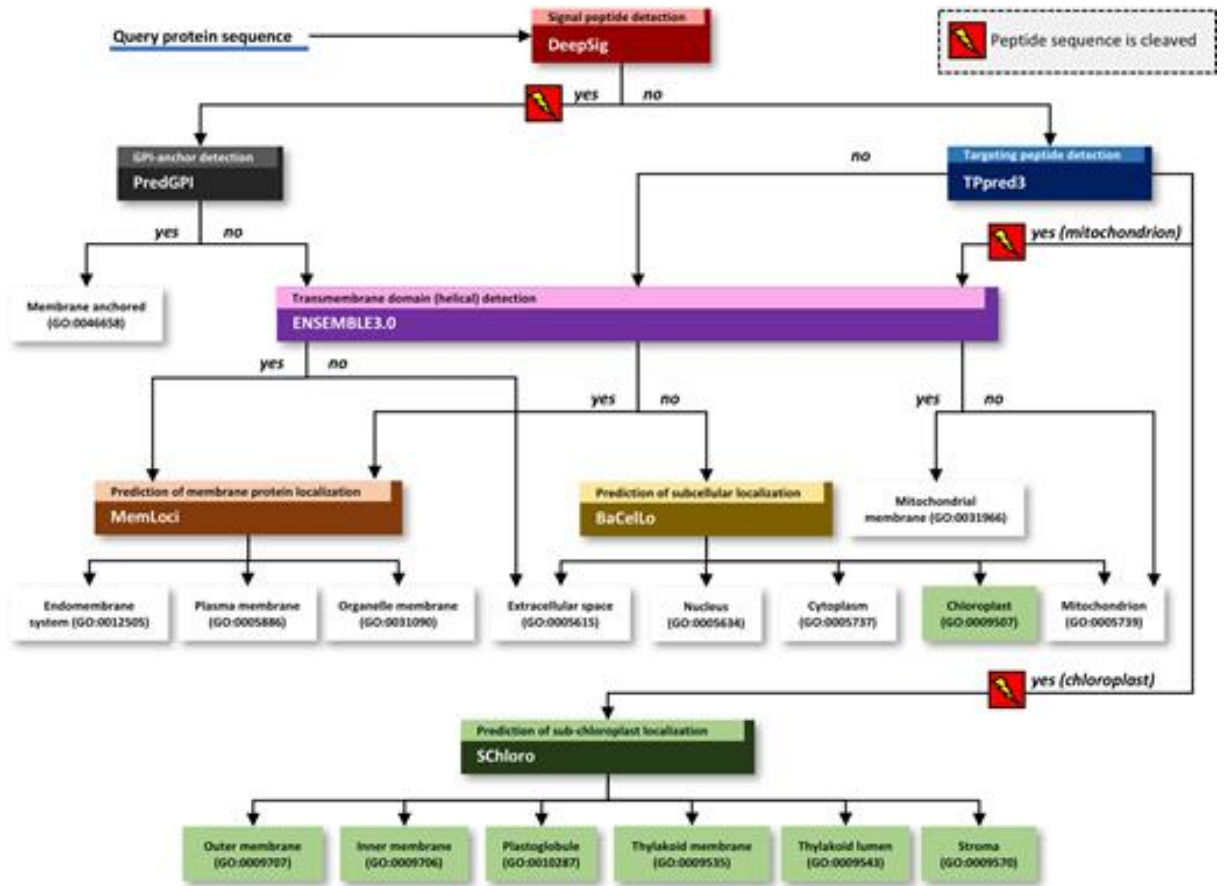 Signal peptide detection
DeepSig
Query protein sequence
Peptide sequence is cleaved
yes
no
GPI-anchor detection
PredGPI
no
Targeting peptide detection
TPpred3
yes
no
yes (mitochondrion)
Membrane anchored
(GO:0046658)
Transmembrane domain (helical) detection
ENSEMBLE3.0
yes
no
yes
no
yes
no
Prediction of membrane protein localization
MemLoci
Prediction of subcellular localization
BaCelLo
Mitochondrial
membrane (GO:0031966)
Endomembrane
system (GO:0012505)
Plasma membrane
(GO:0005886)
Organelle membrane
(GO:0031090)
Extracellular space
(GO:0005615)
Nucleus
(GO:0005634)
Cytoplasm
(GO:0005737)
Chloroplast
(GO:0009507)
Mitochondrion
(GO:0005739)
yes (chloroplast)
Prediction of sub-chloroplast localization
SChloro
Outer membrane
(GO:0009707)
Inner membrane
(GO:0009706)
Plastoglobule
(GO:0010287)
Thylakoid membrane
(GO:0009535)
Thylakoid lumen
(GO:0009543)
Stroma
(GO:0009570)